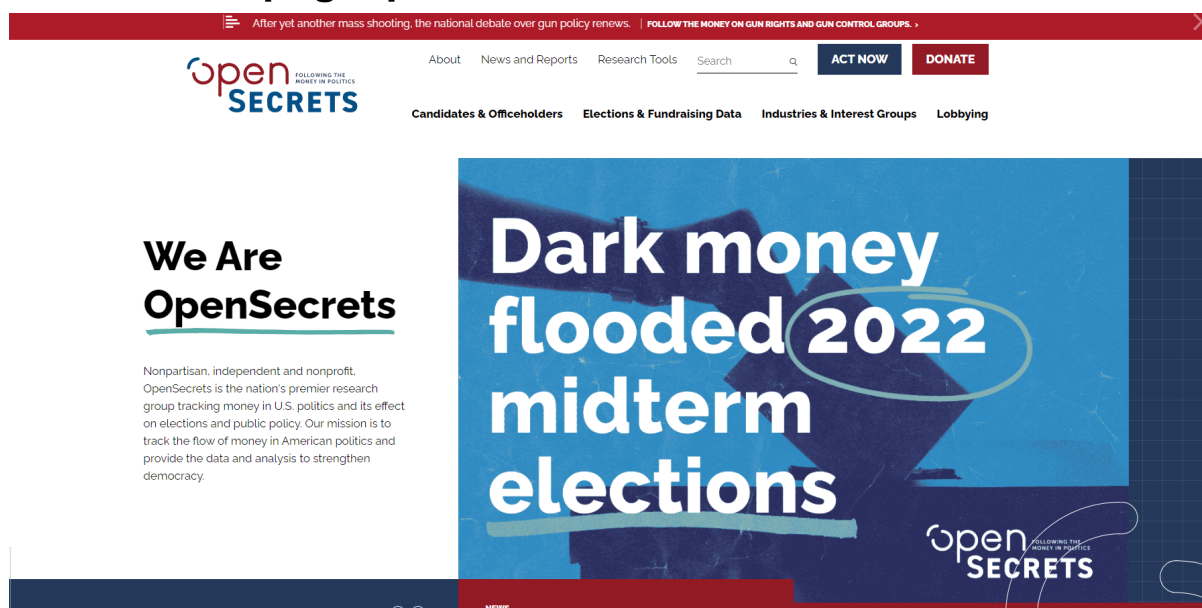 After yet another mass shooting, the national debate over gun policy renews. | FOLLOW THE MONEY ON GUN RIGHTS AND GUN CONTROL GROUPS. >
About News and Reports Research Tools Search ACT NOW DONATE
Open FOLLOWING THE MONEY IN POLITICS
SECRETS
Candidates & Officeholders Elections & Fundraising Data Industries & Interest Groups Lobbying
We Are
OpenSecrets
Nonpartisan, independent and nonprofit,
OpenSecrets is the nation's premier research
group tracking money in U.S. politics and its effect
on elections and public policy. Our mission is to
track the flow of money in American politics and
provide the data and analysis to strengthen
democracy.
Dark money
flooded 2022
midterm
elections
Open FOLLOWING THE MONEY IN POLITICS
SECRETS